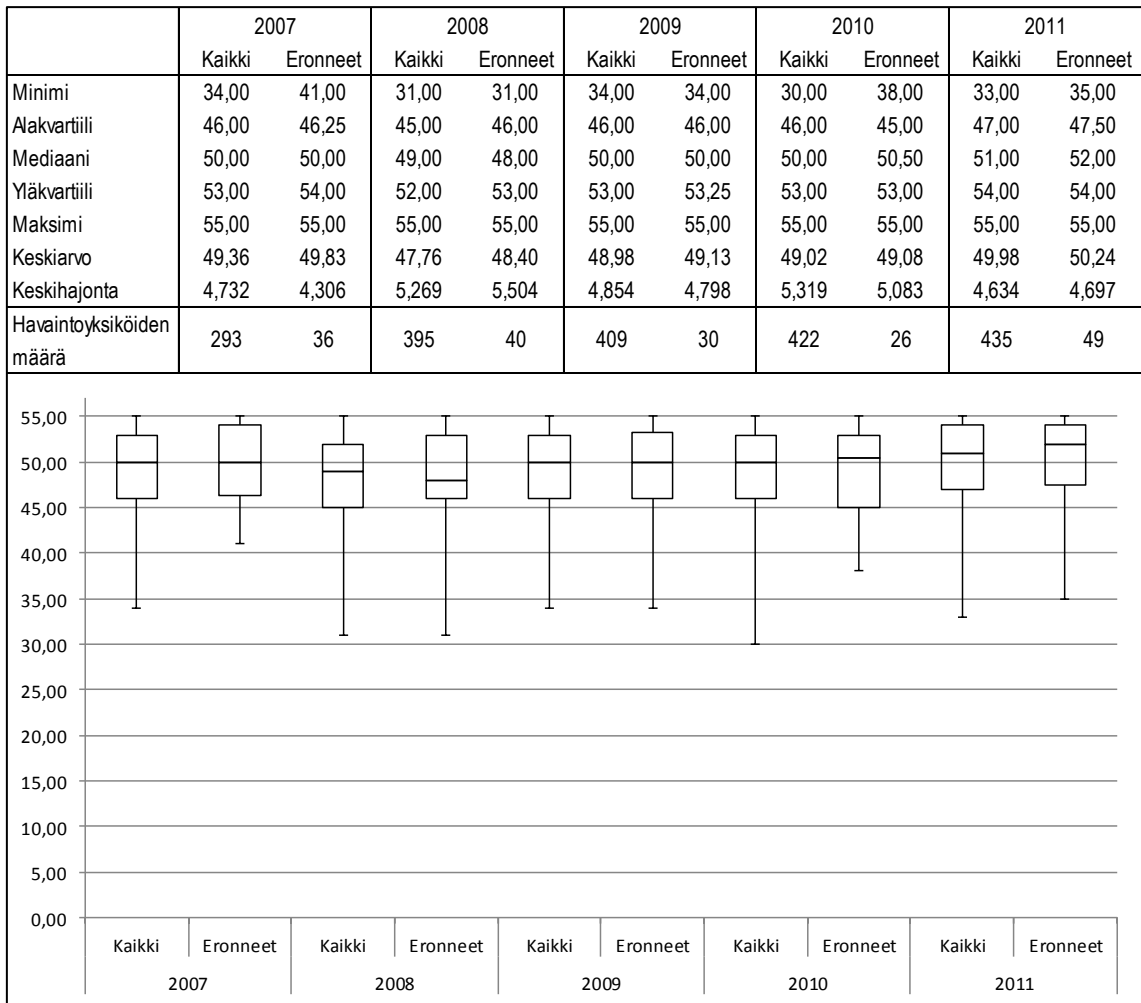 2007 2008 2009 2010 2011
Kaikki Eronneet Kaikki Eronneet Kaikki Eronneet Kaikki Eronneet Kaikki Eronneet
Minimi 34,00 41,00 31,00 31,00 34,00 34,00 30,00 38,00 33,00 35,00
Alakvartiili 46,00 46,25 45,00 46,00 46,00 46,00 46,00 45,00 47,00 47,50
Mediaani 50,00 50,00 49,00 48,00 50,00 50,00 50,00 50,50 51,00 52,00
Yläkvartiili 53,00 54,00 52,00 53,00 53,00 53,25 53,00 53,00 54,00 54,00
Maksimi 55,00 55,00 55,00 55,00 55,00 55,00 55,00 55,00 55,00 55,00
Keskiarvo 49,36 49,83 47,76 48,40 48,98 49,13 49,02 49,08 49,98 50,24
Keskihajonta 4,732 4,306 5,269 5,504 4,854 4,798 5,319 5,083 4,634 4,697
Havaintoyksiköiden
määrä 293 36 395 40 409 30 422 26 435 49
55,00
50,00
45,00
40,00
35,00
30,00
25,00
20,00
15,00
10,00
5,00
0,00
Kaikki Eronneet Kaikki Eronneet Kaikki Eronneet Kaikki Eronneet Kaikki Eronneet
2007 2008 2009 2010 2011